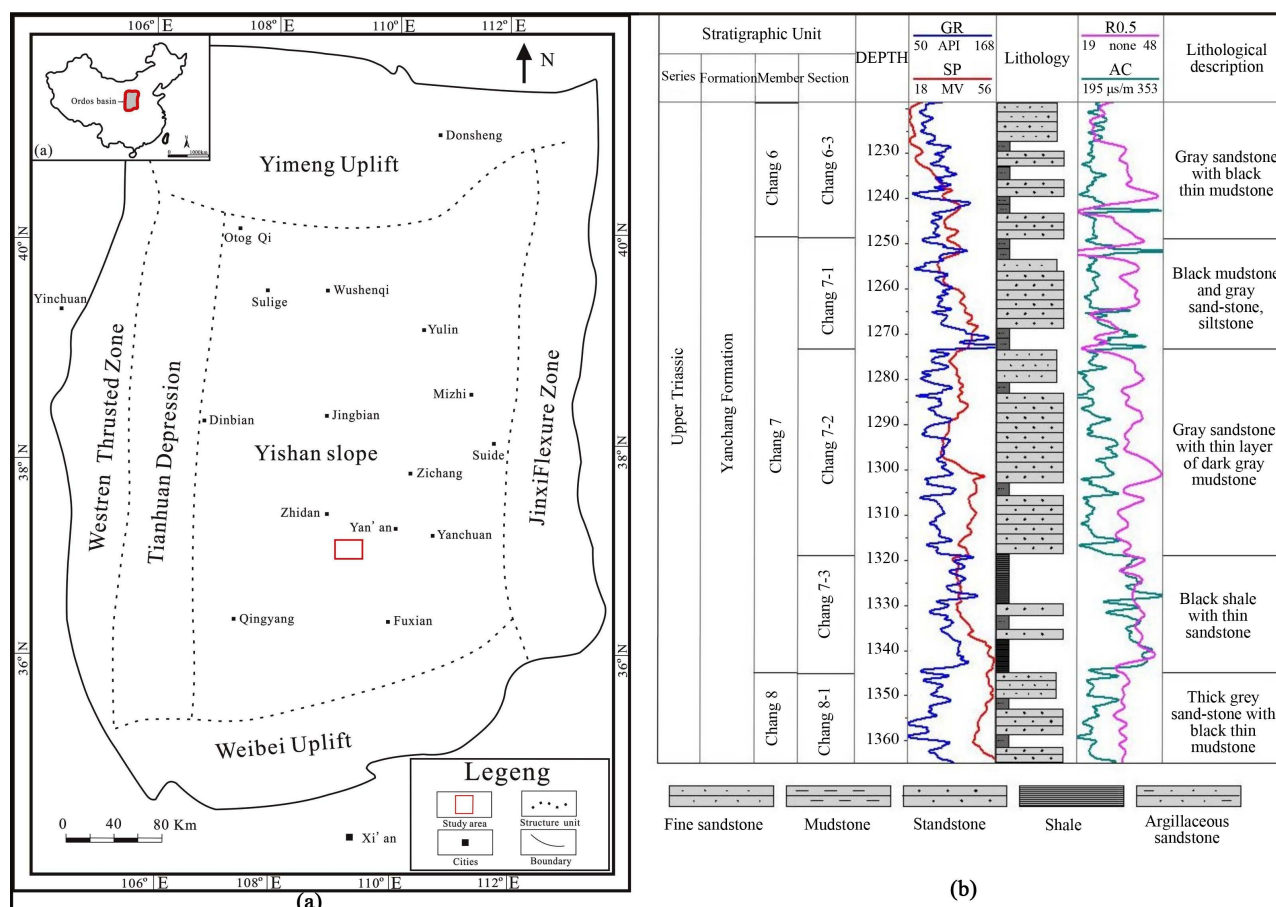 106° E
108° E
110° E
112° E
N
Ordos basin
N
0 1000km
(a)
Donsheng
Yimeng Uplift
40° N
40° N
Otog Qi
Yinchuan
Sulige
Wushenqi
Yulin
Westren Thrusted Zone
Tianhuan Depression
JinxiFlexure Zone
Mizhi
Dinbian
Jingbian
Yishan slope
Suide
38° N
38° N
Zichang
Zhidan
Yan' an
Yanchuan
Qingyang
Fuxian
36° N
36° N
Weibei Uplift
Legeng
Study area
Structure unit
Cities
Boundary
0 40 80 Km
Xi' an
106° E
108° E
110° E
112° E
(a)
Stratigraphic Unit
Series
Formation
Member
Section
DEPTH
GR
50 API 168
SP
18 MV 56
Lithology
R0.5
19 none 48
AC
195 μs/m 353
Lithological
description
Upper Triassic
Yanchang Formation
Chang 6
Chang 7
Chang 8
Chang 6-3
Chang 7-1
Chang 7-2
Chang 7-3
Chang 8-1
1230
1240
1250
1260
1270
1280
1290
1300
1310
1320
1330
1340
1350
1360
Gray sandstone
with black
thin mudstone
Black mudstone
and gray
sand-stone,
siltstone
Gray sandstone
with thin layer
of dark gray
mudstone
Black shale
with thin
sandstone
Thick grey
sand-stone with
black thin
mudstone
Fine sandstone
Mudstone
Standstone
Shale
Argillaceous
sandstone
(b)